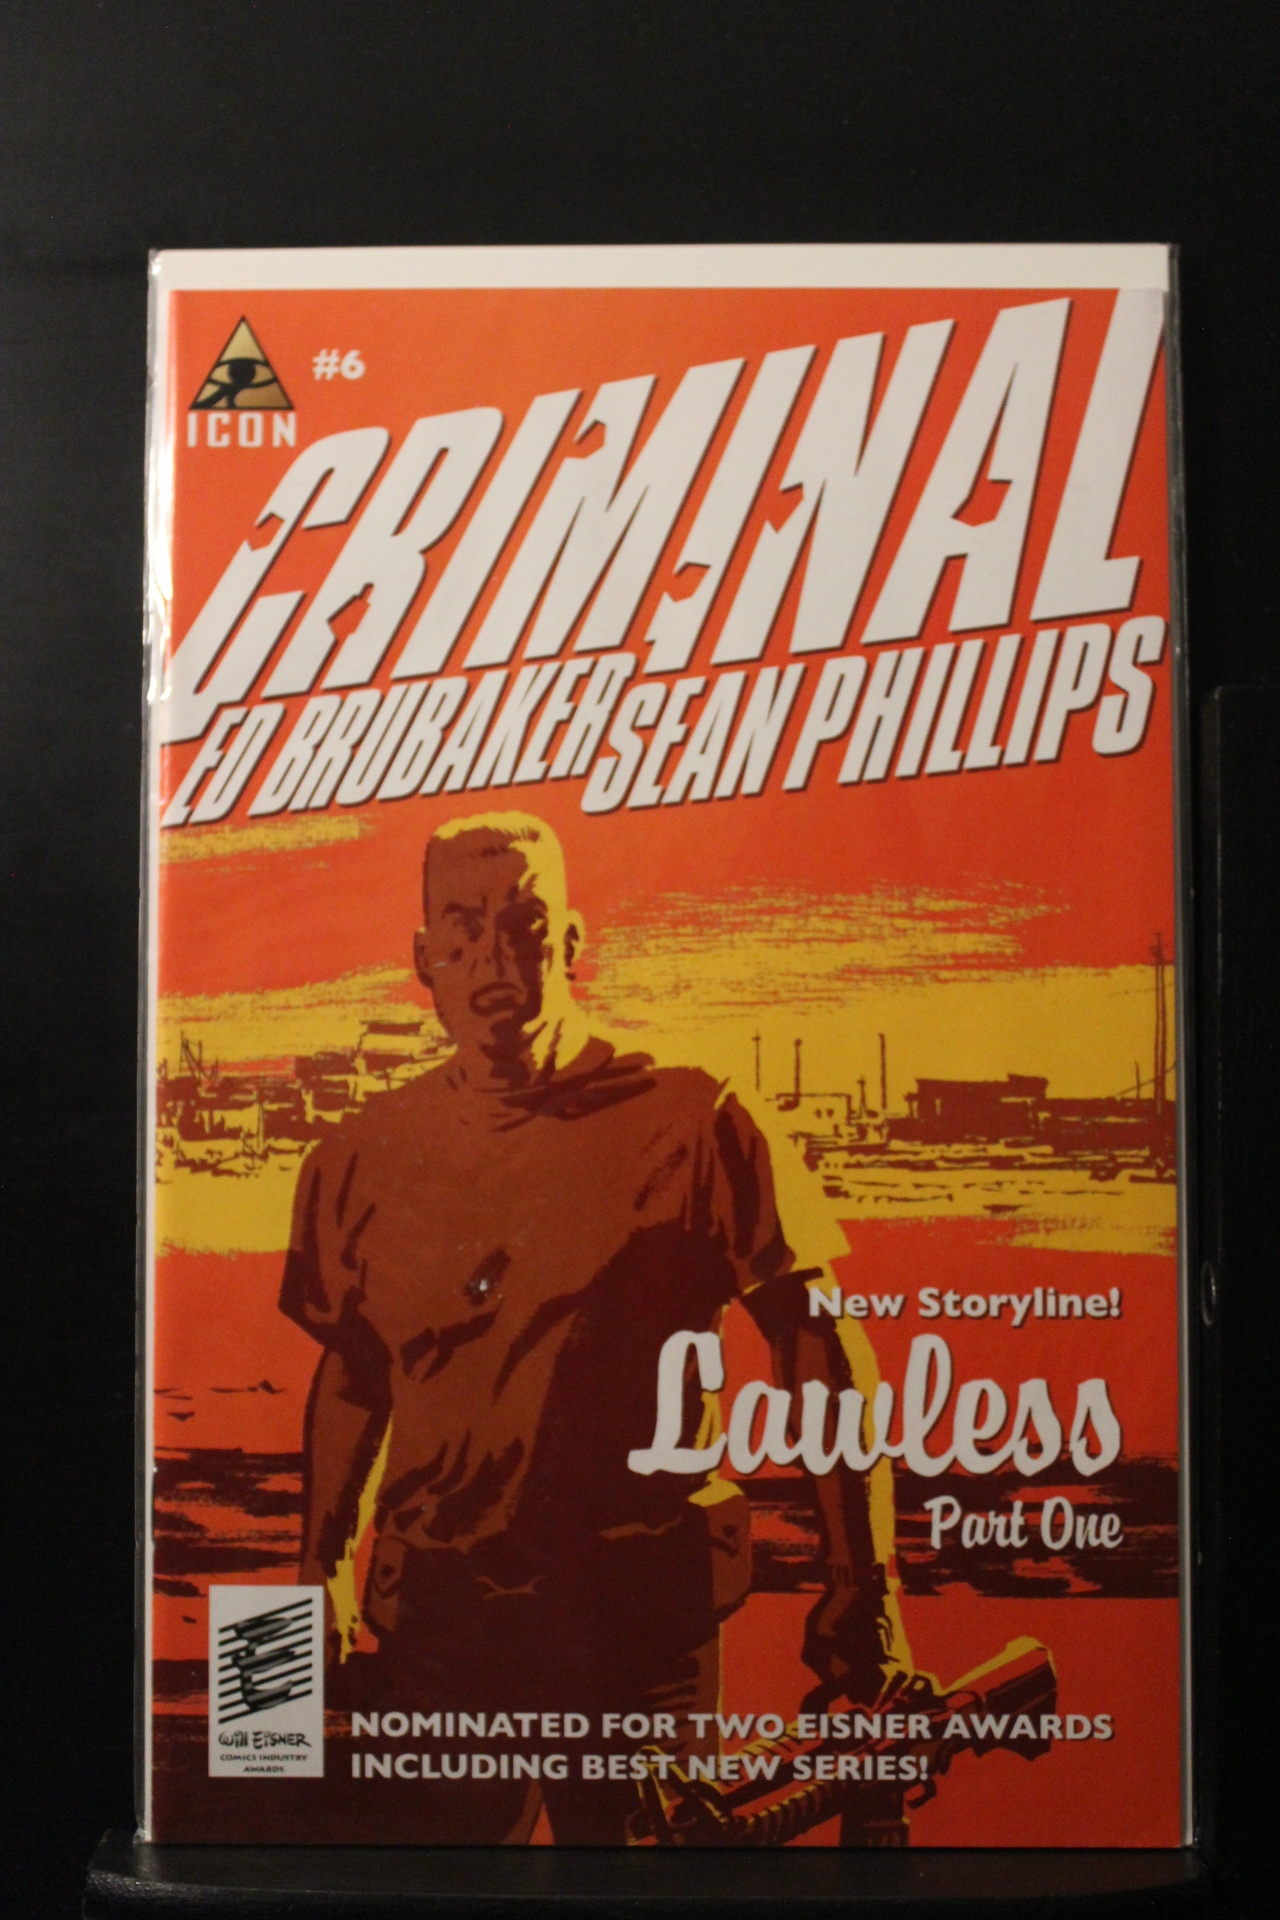 #6
ICON
CRIMINAL
ED BRUBAKER SEAN PHILLIPS
New Storyline!
Lawless
Part One
Will EISNER
COMICS INDUSTRY
AWARDS
NOMINATED FOR TWO EISNER AWARDS
INCLUDING BEST NEW SERIES!